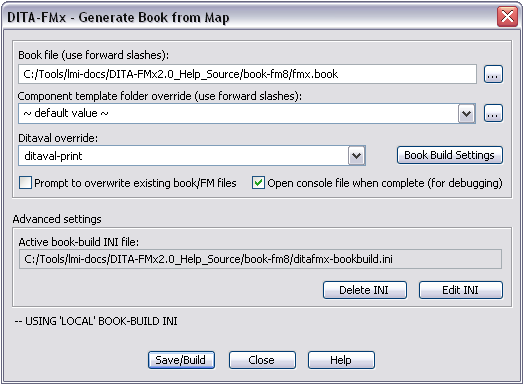 DITA-FMx - Generate Book from Map
Book file (use forward slashes):
C:/Tools/lmi-docs/DITA-FMx2.0_Help_Source/book-fm8/fmx.book
...
Component template folder override (use forward slashes):
~ default value ~
...
Ditaval override:
ditaval-print
Book Build Settings
Prompt to overwrite existing book/FM files
Open console file when complete (for debugging)
Advanced settings
Active book-build INI file:
C:/Tools/lmi-docs/DITA-FMx2.0_Help_Source/book-fm8/ditafmx-bookbuild.ini
Delete INI
Edit INI
-- USING 'LOCAL' BOOK-BUILD INI
Save/Build
Close
Help